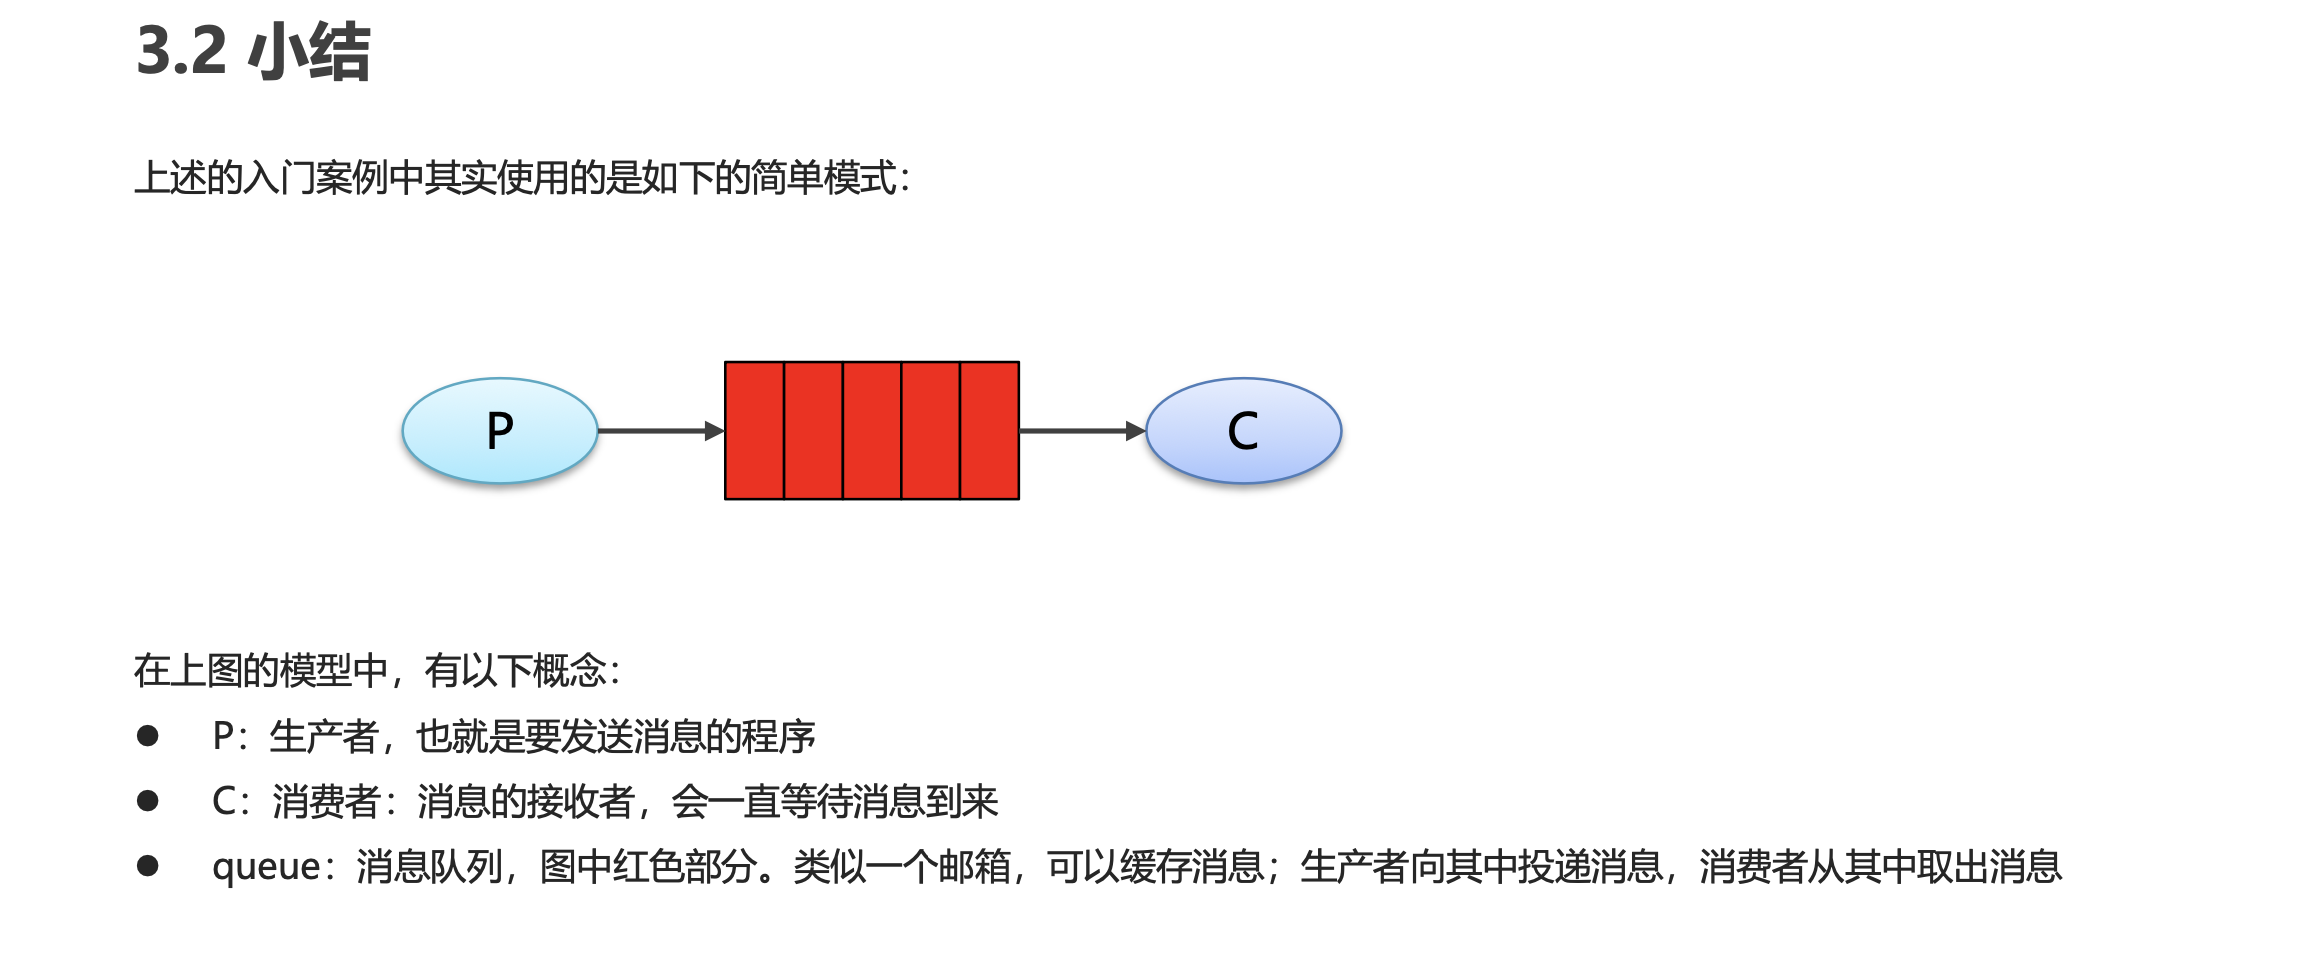 3.2 小结
上述的入门案例中其实使用的是如下的简单模式：
P
C
在上图的模型中，有以下概念：
● P：生产者，也就是要发送消息的程序
● C：消费者：消息的接收者，会一直等待消息到来
● queue：消息队列，图中红色部分。类似一个邮箱，可以缓存消息；生产者向其中投递消息，消费者从其中取出消息